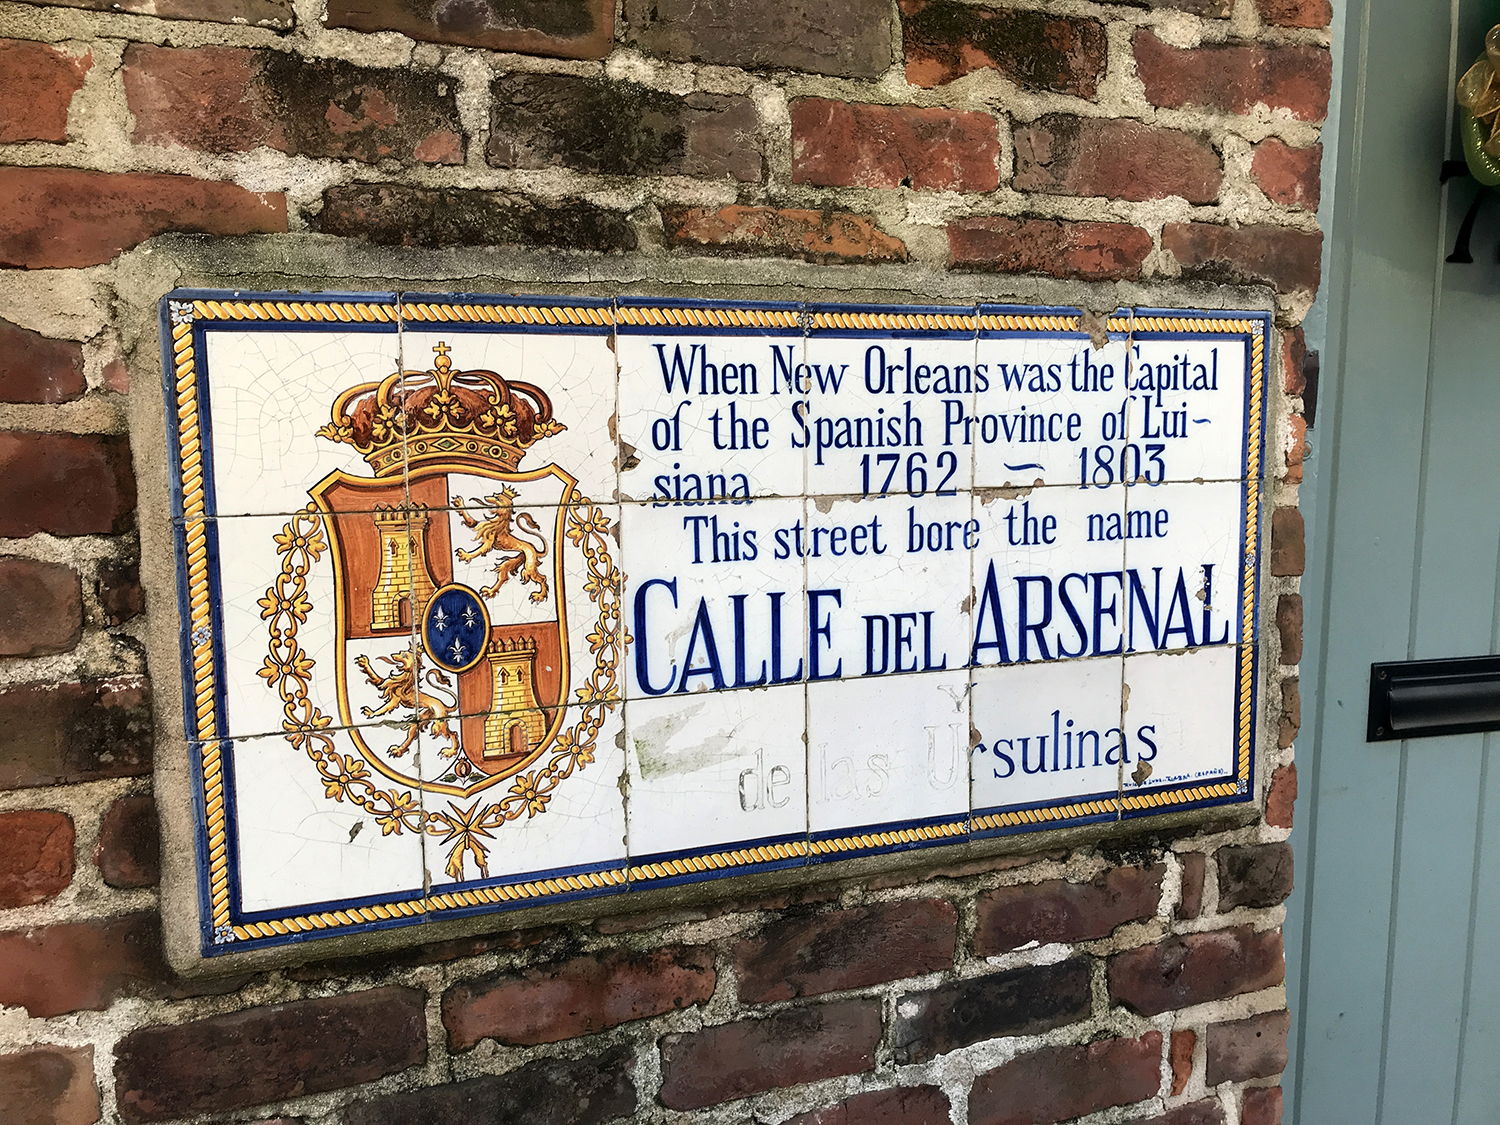 When New Orleans was the Capital
of the Spanish Province of Lui~
siana 1762 ~ 1803
This street bore the name
CALLE DEL ARSENAL
Y
de las Ursulinas